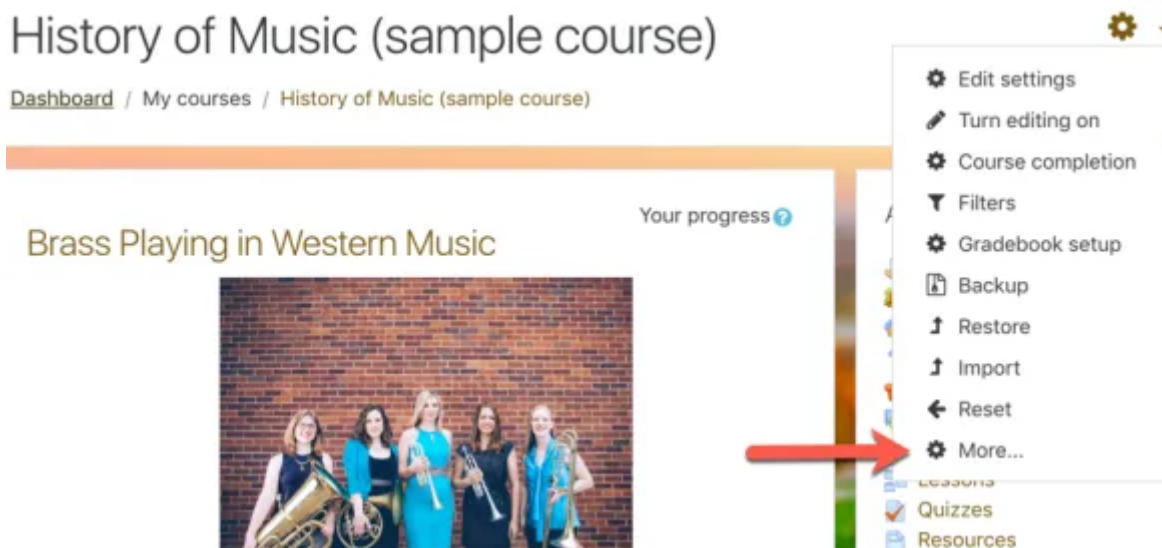 History of Music (sample course)
Dashboard / My courses / History of Music (sample course)
Your progress
Brass Playing in Western Music
Edit settings
Turn editing on
Course completion
Filters
Gradebook setup
Backup
Restore
Import
Reset
More...
Lessons
Quizzes
Resources